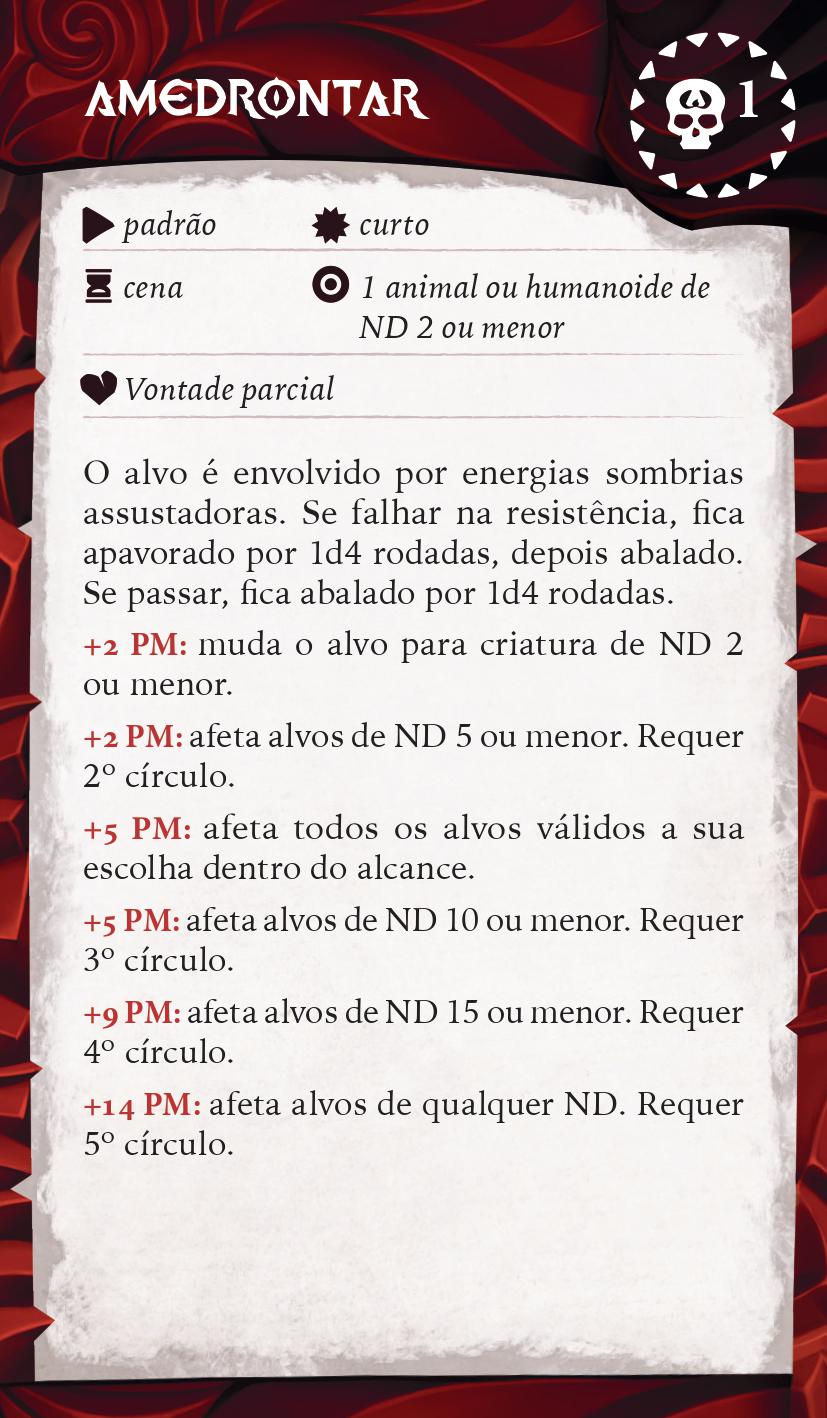 AMEDRONTAR
1
padrão
curto
cena
1 animal ou humanoide de
ND 2 ou menor
Vontade parcial
O alvo é envolvido por energias sombrias
assustadoras. Se falhar na resistência, fica
apavorado por 1d4 rodadas, depois abalado.
Se passar, fica abalado por 1d4 rodadas.
+2 PM: muda o alvo para criatura de ND 2
ou menor.
+2 PM: afeta alvos de ND 5 ou menor. Requer
2º círculo.
+5 PM: afeta todos os alvos válidos a sua
escolha dentro do alcance.
+5 PM: afeta alvos de ND 10 ou menor. Requer
3º círculo.
+9 PM: afeta alvos de ND 15 ou menor. Requer
4º círculo.
+14 PM: afeta alvos de qualquer ND. Requer
5º círculo.